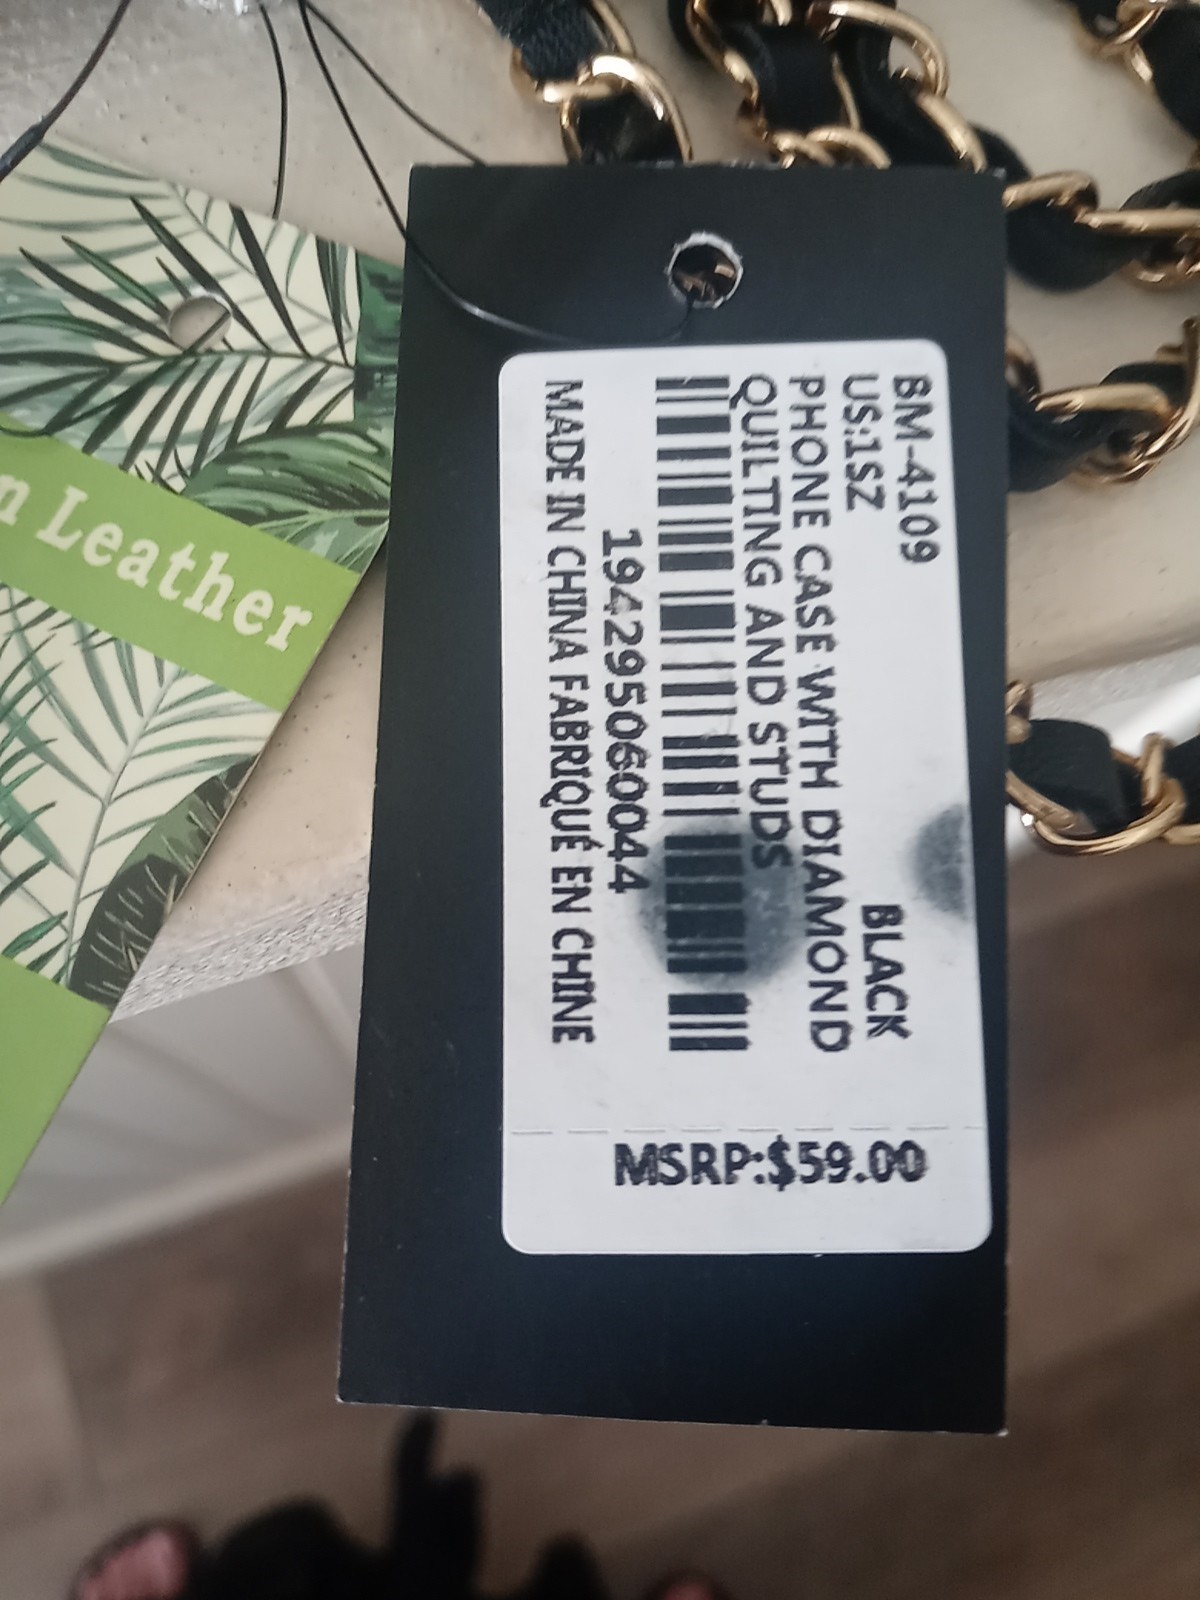 BM-4109
US:1SZ BLACK
PHONE CASE WITH DIAMOND
QUILTING AND STUDS
194295060044
MADE IN CHINA FABRIQUÉ EN CHINE
MSRP:$59.00
Leather